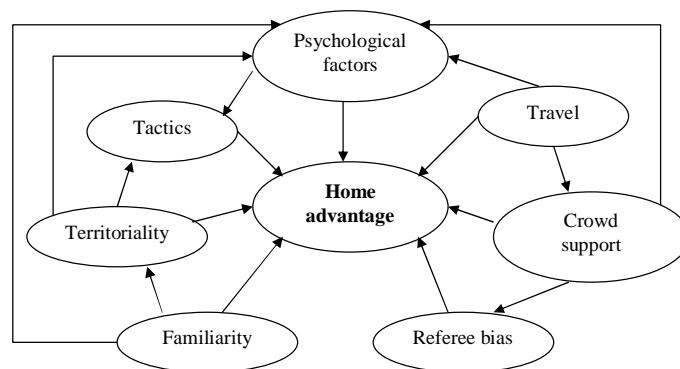 Psychological
factors
Tactics
Travel
Home
advantage
Territoriality
Crowd
support
Familiarity
Referee bias